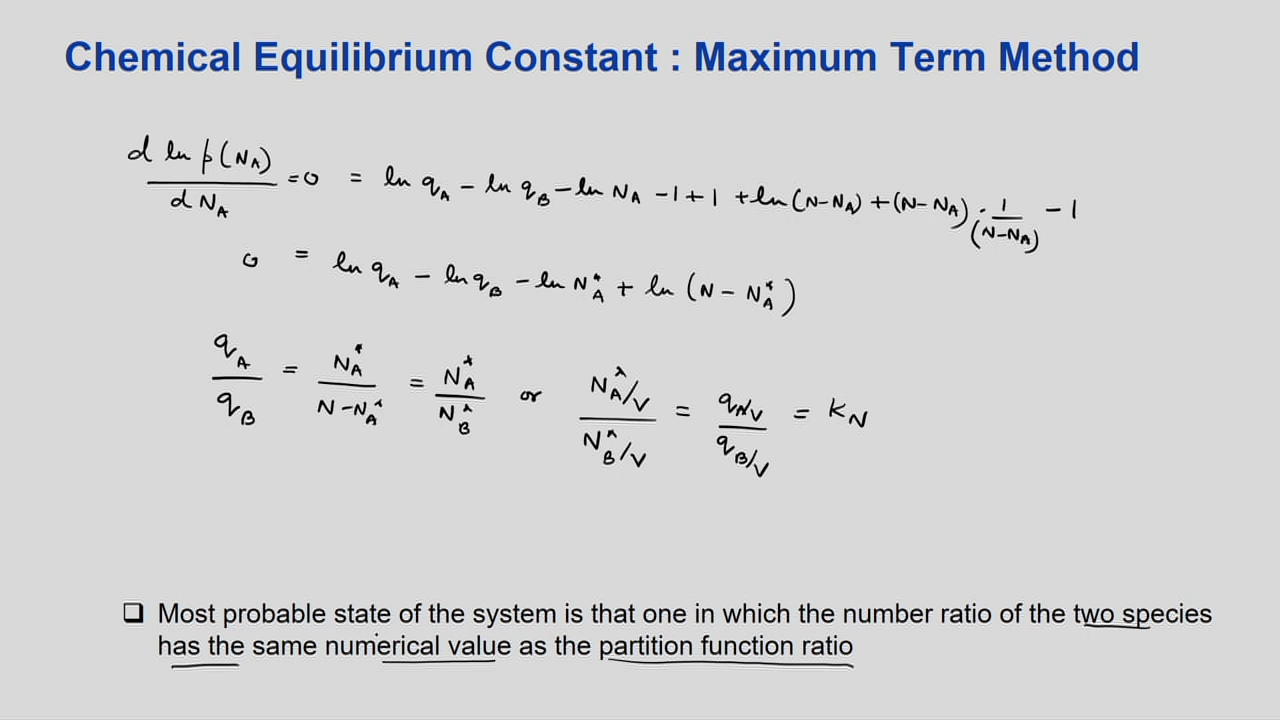 Chemical Equilibrium Constant : Maximum Term Method
d ln p(N_A) / d N_A = 0 = ln q_A − ln q_B − ln N_A − 1 + 1 + ln (N−N_A) + (N−N_A) · 1/(N−N_A) − 1
0 = ln q_A − ln q_B − ln N_A^* + ln (N − N_A^*)
q_A / q_B = N_A^* / (N − N_A^*) = N_A^* / N_B^* or (N_A^*/V) / (N_B^*/V) = (q_A/V) / (q_B/V) = K_N
❑ Most probable state of the system is that one in which the number ratio of the two species
has the same numerical value as the partition function ratio